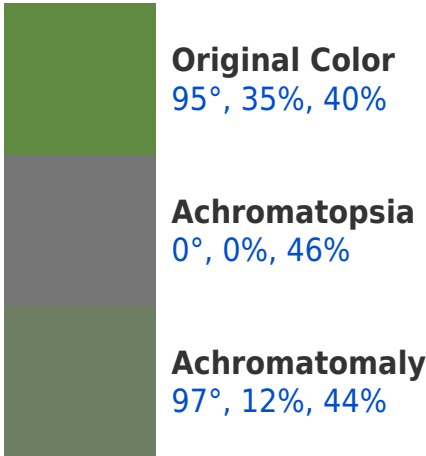 Original Color
95°, 35%, 40%
Achromatopsia
0°, 0%, 46%
Achromatomaly
97°, 12%, 44%